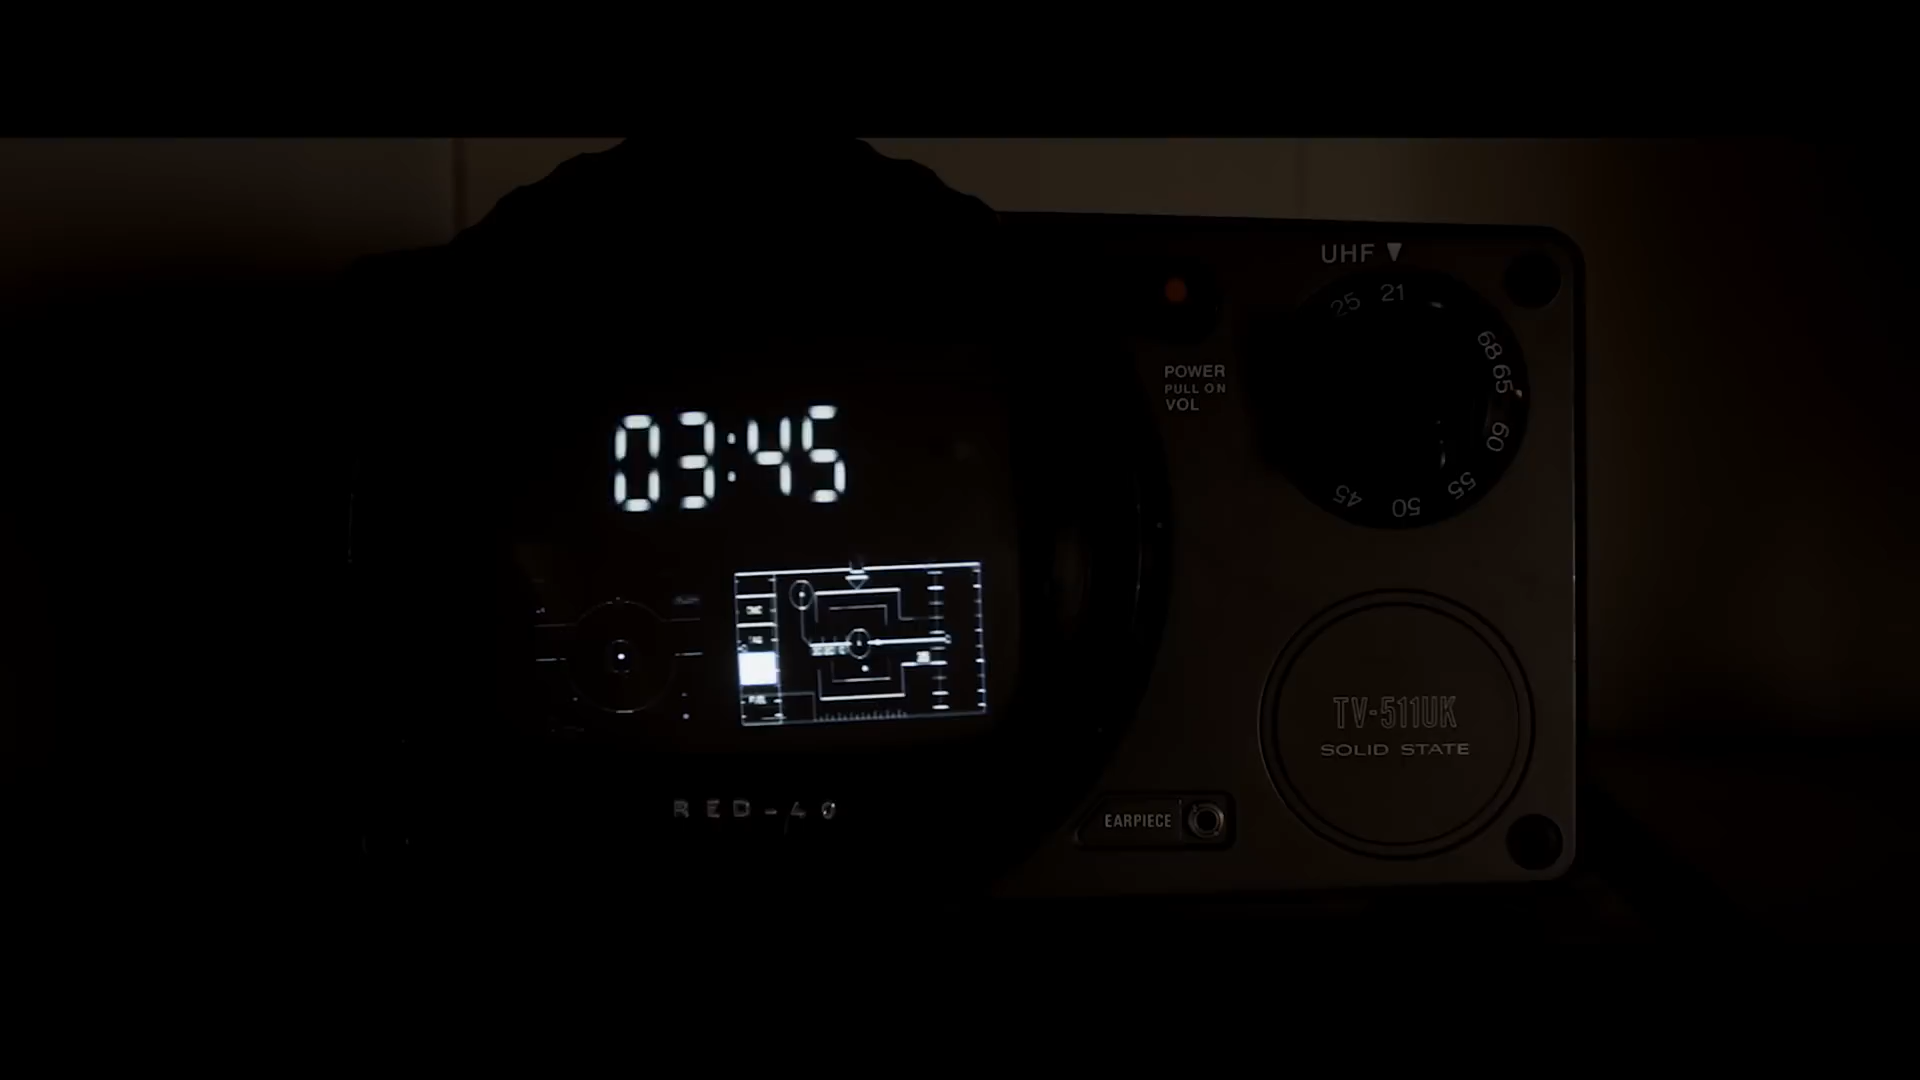 UHF
25 21 68 65 60 55 50 45
POWER
PULL ON
VOL
03:45
TV-511UK
SOLID STATE
RED-40
EARPIECE